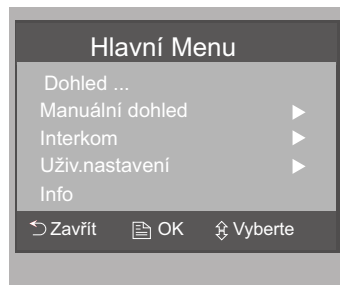 Hlavní Menu
Dohled ...
Manuální dohled
Interkom
Uživ.nastavení
Info
Zavřít OK Vyberte